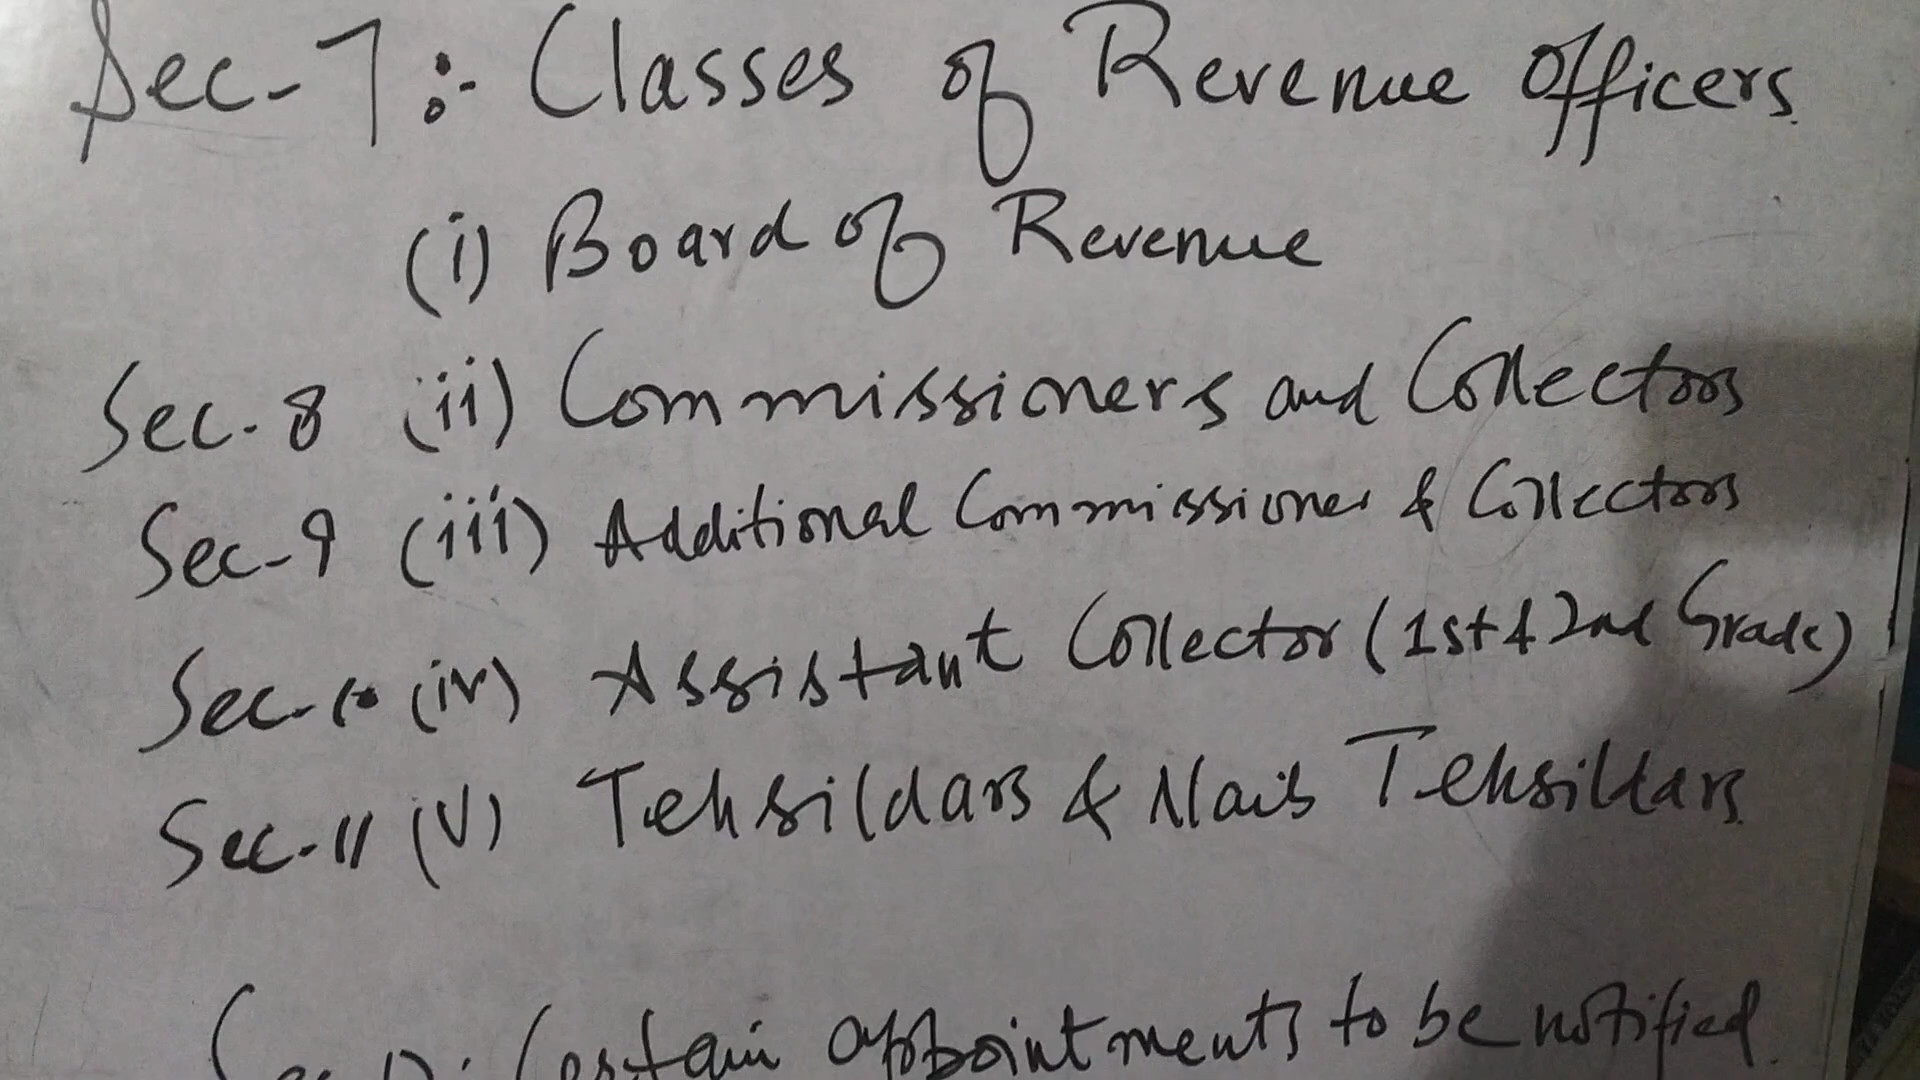 Sec-7:- Classes of Revenue Officers.
(i) Board of Revenue
Sec.8 (ii) Commissioners and Collectors
Sec-9 (iii) Additional Commissioner & Collectors
Sec-10 (iv) Assistant Collector (1st & 2nd Grade)
Sec-11 (V) Tehsildars & Naib Tehsildars.
Certain appointments to be notified.